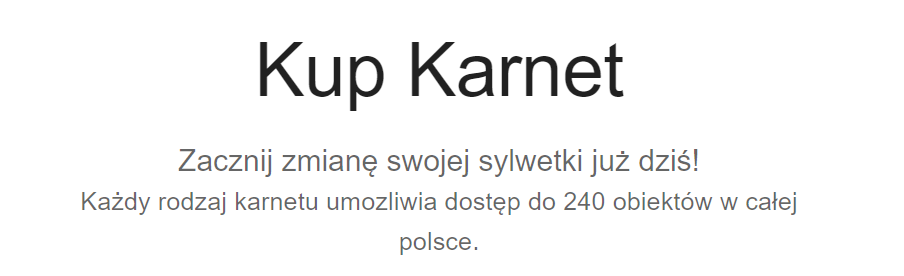 Kup Karnet
Zacznij zmianę swojej sylwetki już dziś!
Każdy rodzaj karnetu umozliwia dostęp do 240 obiektów w całej
polsce.